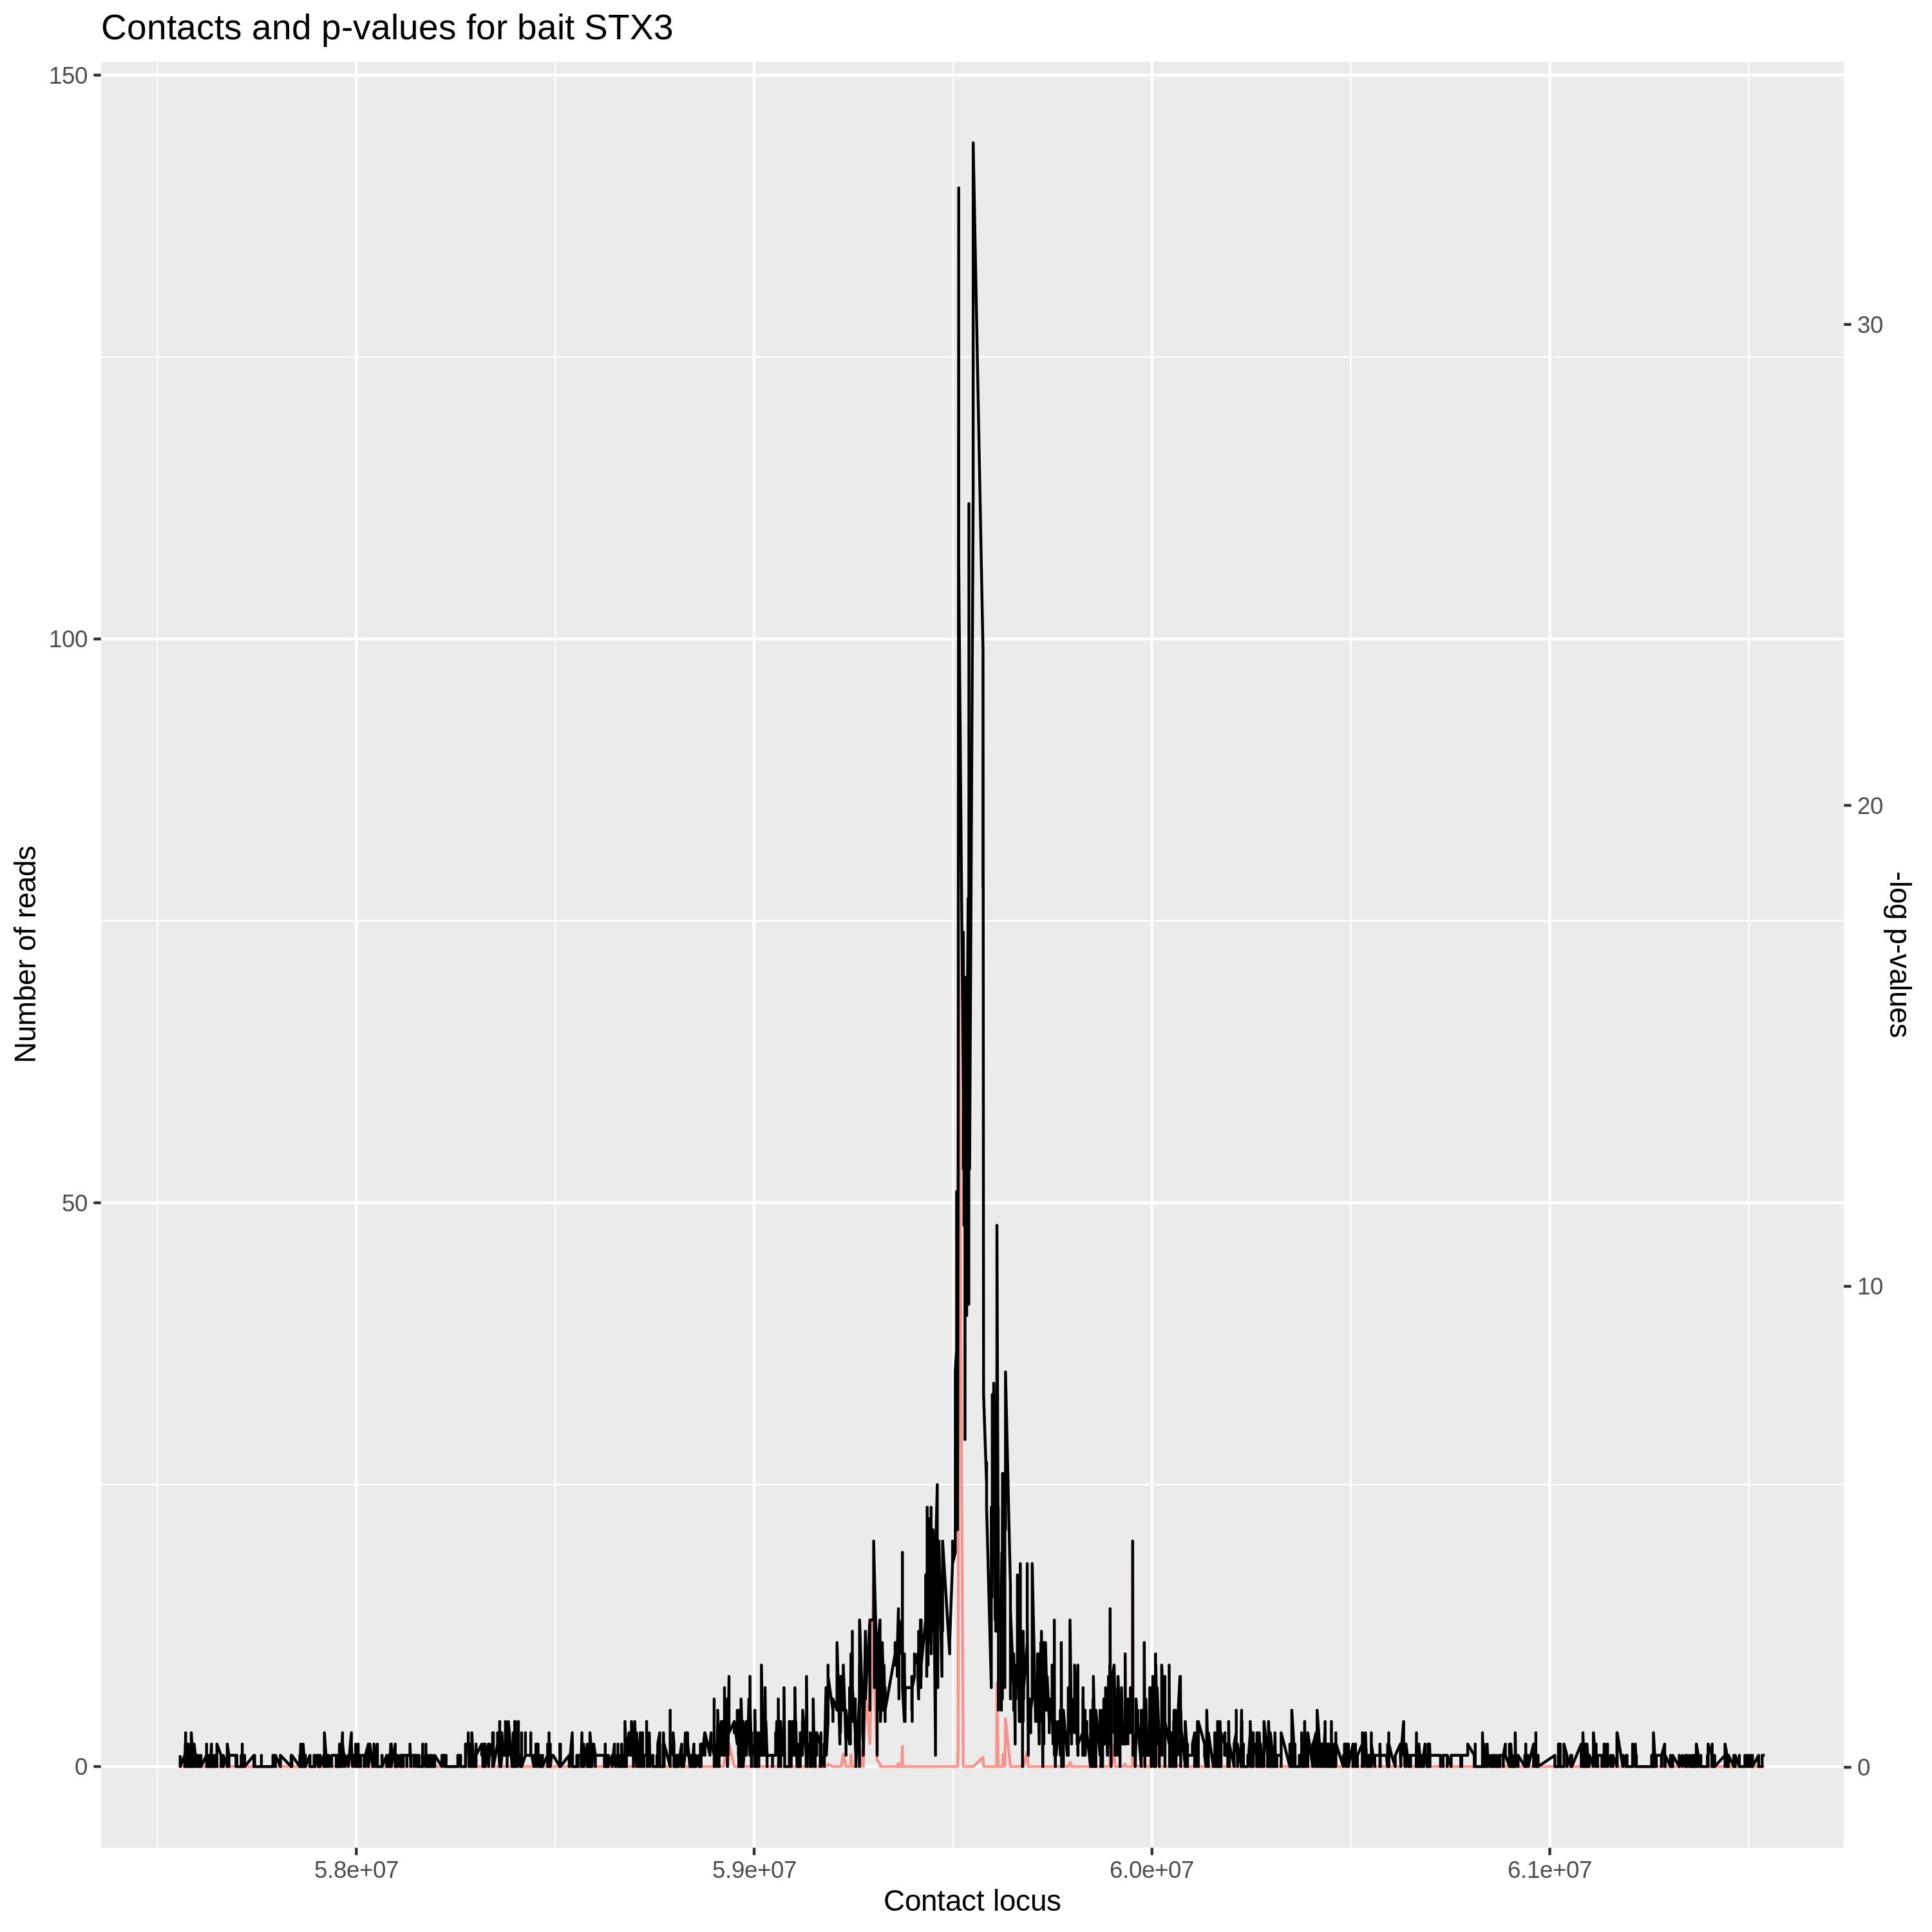 Contacts and p-values for bait STX3
150
100
50
0
Number of reads
30
20
10
0
-log p-values
5.8e+07
5.9e+07
6.0e+07
6.1e+07
Contact locus